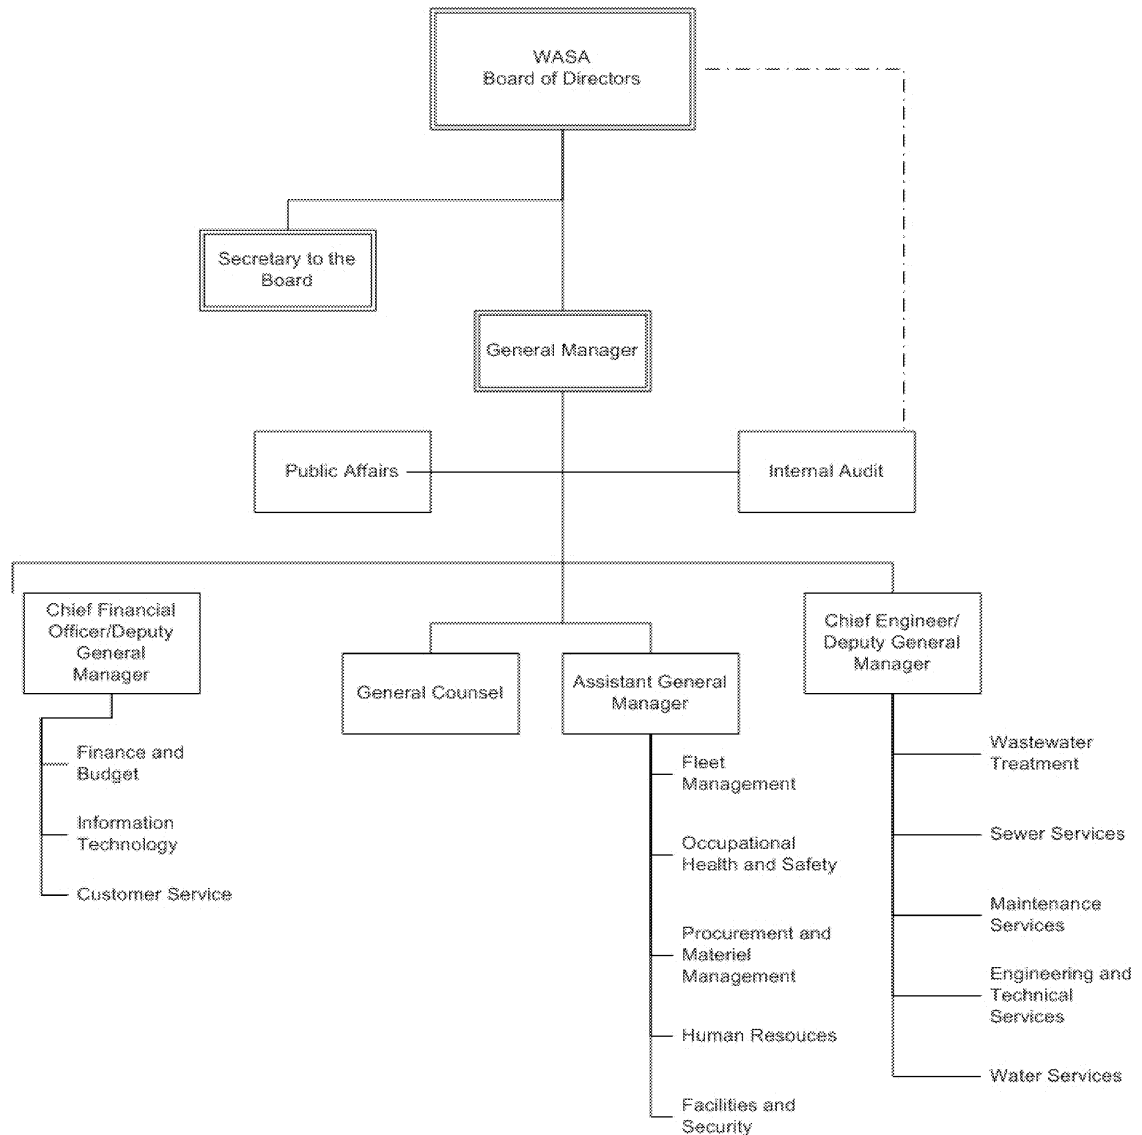 WASA
Board of Directors
Secretary to the
Board
General Manager
Public Affairs
Internal Audit
Chief Financial
Officer/Deputy
General
Manager
General Counsel
Assistant General
Manager
Chief Engineer/
Deputy General
Manager
Finance and
Budget
Information
Technology
Customer Service
Fleet
Management
Occupational
Health and Safety
Procurement and
Materiel
Management
Human Resouces
Facilities and
Security
Wastewater
Treatment
Sewer Services
Maintenance
Services
Engineering and
Technical
Services
Water Services